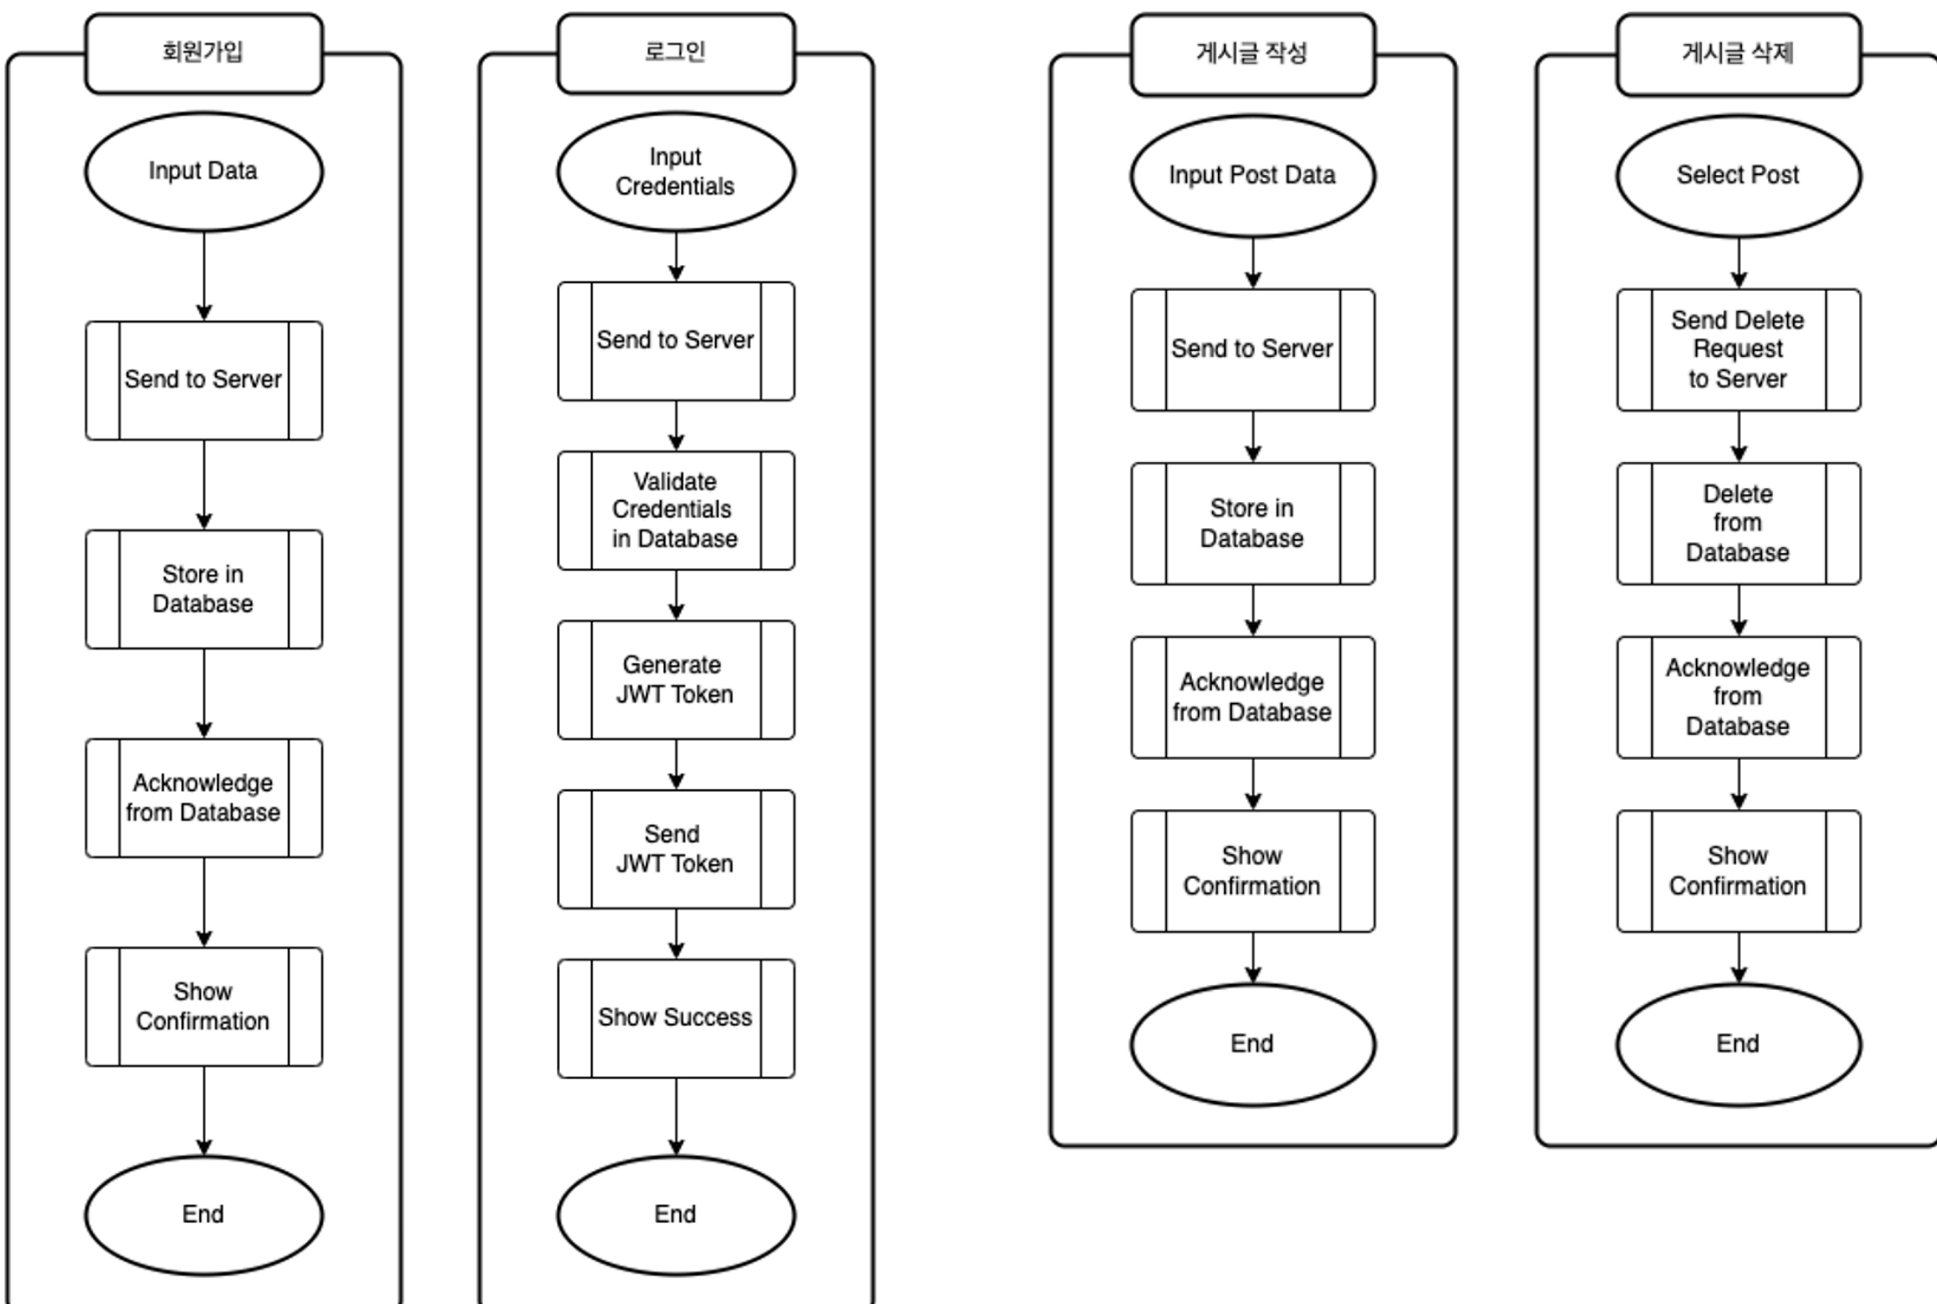 회원가입
Input Data
Send to Server
Store in
Database
Acknowledge
from Database
Show
Confirmation
End
로그인
Input
Credentials
Send to Server
Validate
Credentials
in Database
Generate
JWT Token
Send
JWT Token
Show Success
End
게시글 작성
Input Post Data
Send to Server
Store in
Database
Acknowledge
from Database
Show
Confirmation
End
게시글 삭제
Select Post
Send Delete
Request
to Server
Delete
from
Database
Acknowledge
from
Database
Show
Confirmation
End